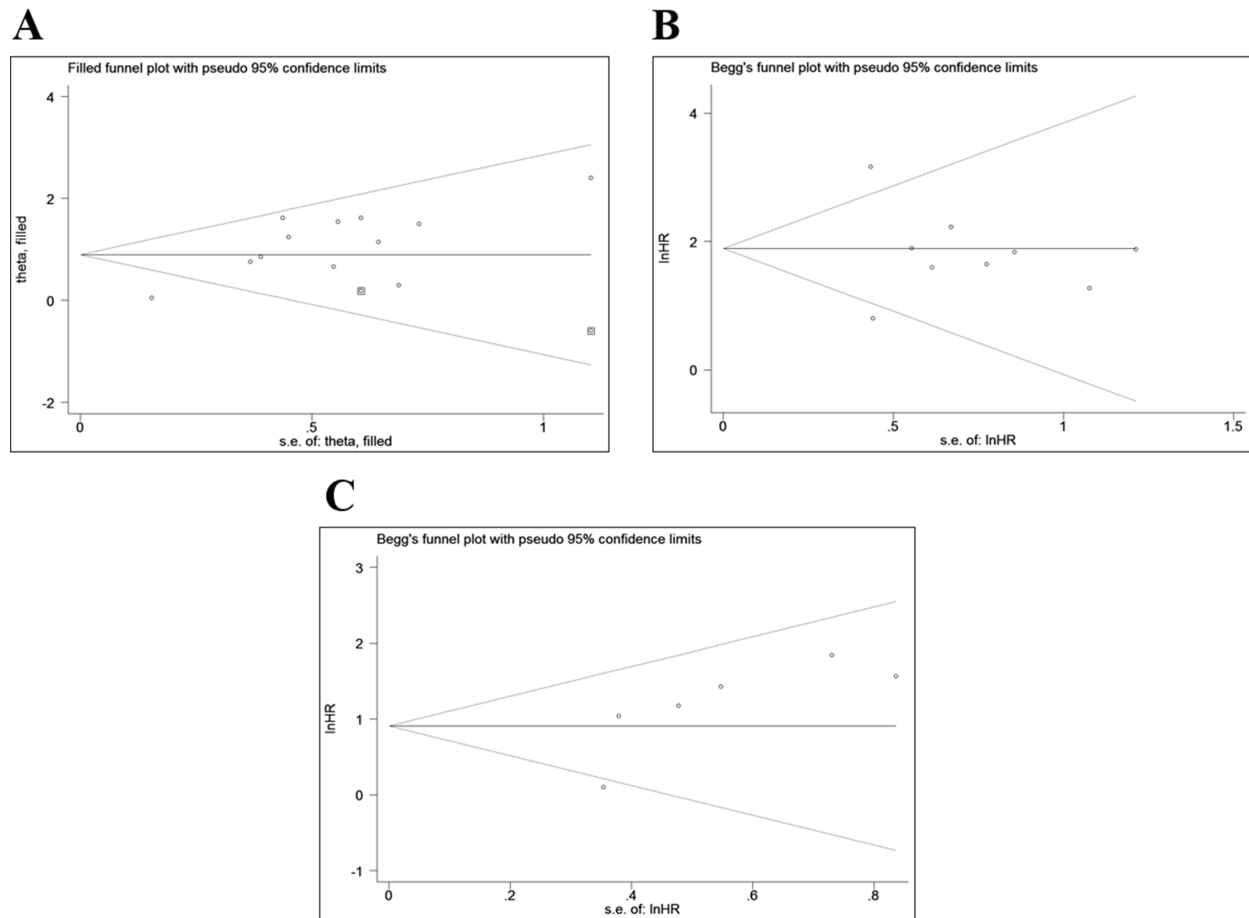 A
Filled funnel plot with pseudo 95% confidence limits
theta, filled
4
2
0
-2
0 .5 1
s.e. of: theta, filled
B
Begg's funnel plot with pseudo 95% confidence limits
lnHR
4
2
0
0 .5 1 1.5
s.e. of: lnHR
C
Begg's funnel plot with pseudo 95% confidence limits
lnHR
3
2
1
0
-1
0 .2 .4 .6 .8
s.e. of: lnHR